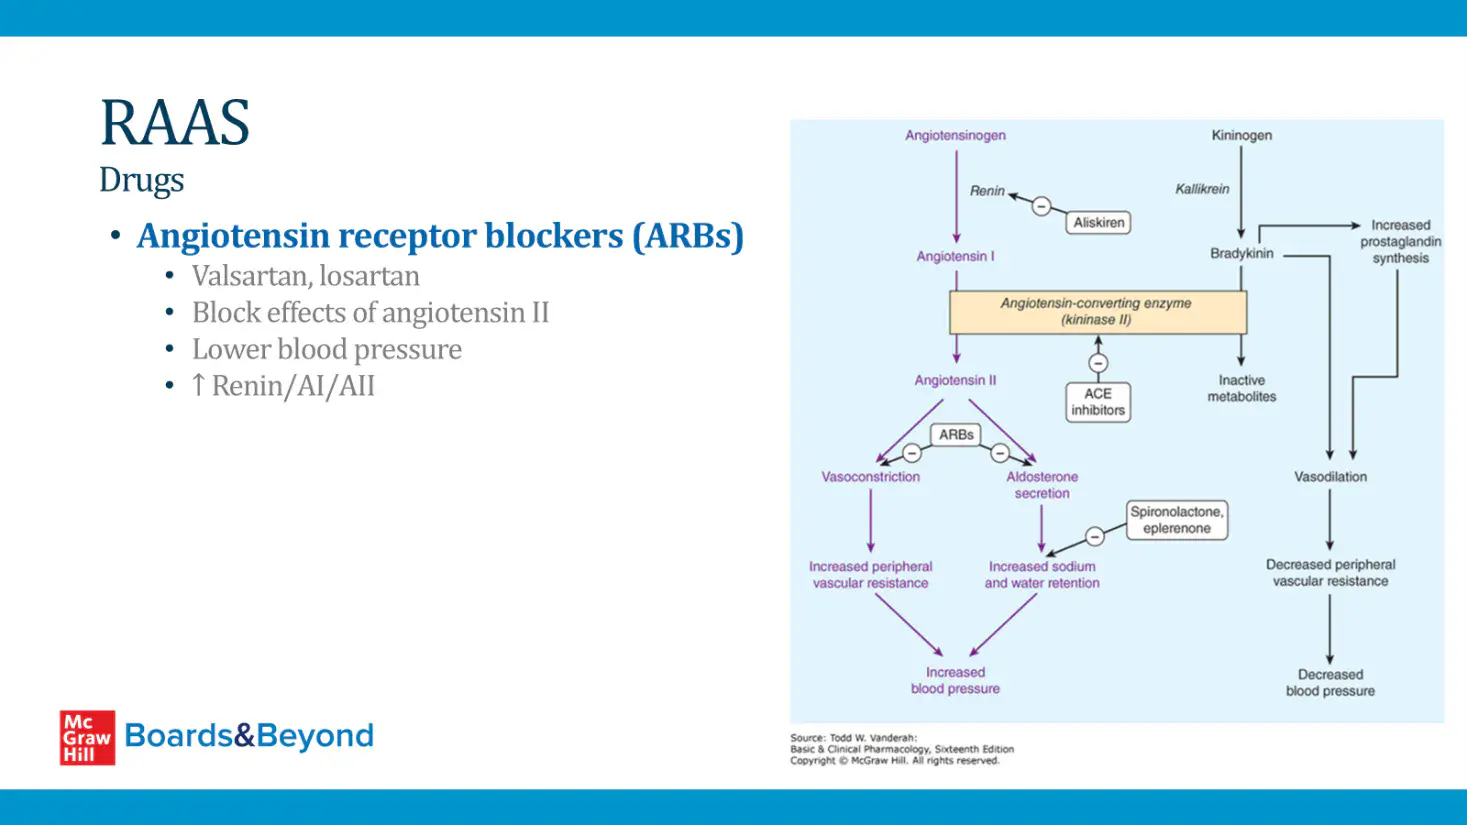 RAAS
Drugs
• Angiotensin receptor blockers (ARBs)
• Valsartan, losartan
• Block effects of angiotensin II
• Lower blood pressure
• ↑ Renin/AI/AII
Mc
Graw
Hill
Boards&Beyond
Angiotensinogen
Kininogen
Renin
−
Aliskiren
Kallikrein
Increased
prostaglandin
synthesis
Angiotensin I
Bradykinin
Angiotensin-converting enzyme
(kininase II)
−
Angiotensin II
ACE
inhibitors
Inactive
metabolites
ARBs
−
−
Vasoconstriction
Aldosterone
secretion
Vasodilation
Spironolactone,
eplerenone
−
Increased peripheral
vascular resistance
Increased sodium
and water retention
Decreased peripheral
vascular resistance
Increased
blood pressure
Decreased
blood pressure
Source: Todd W. Vanderah:
Basic & Clinical Pharmacology, Sixteenth Edition
Copyright © McGraw Hill. All rights reserved.